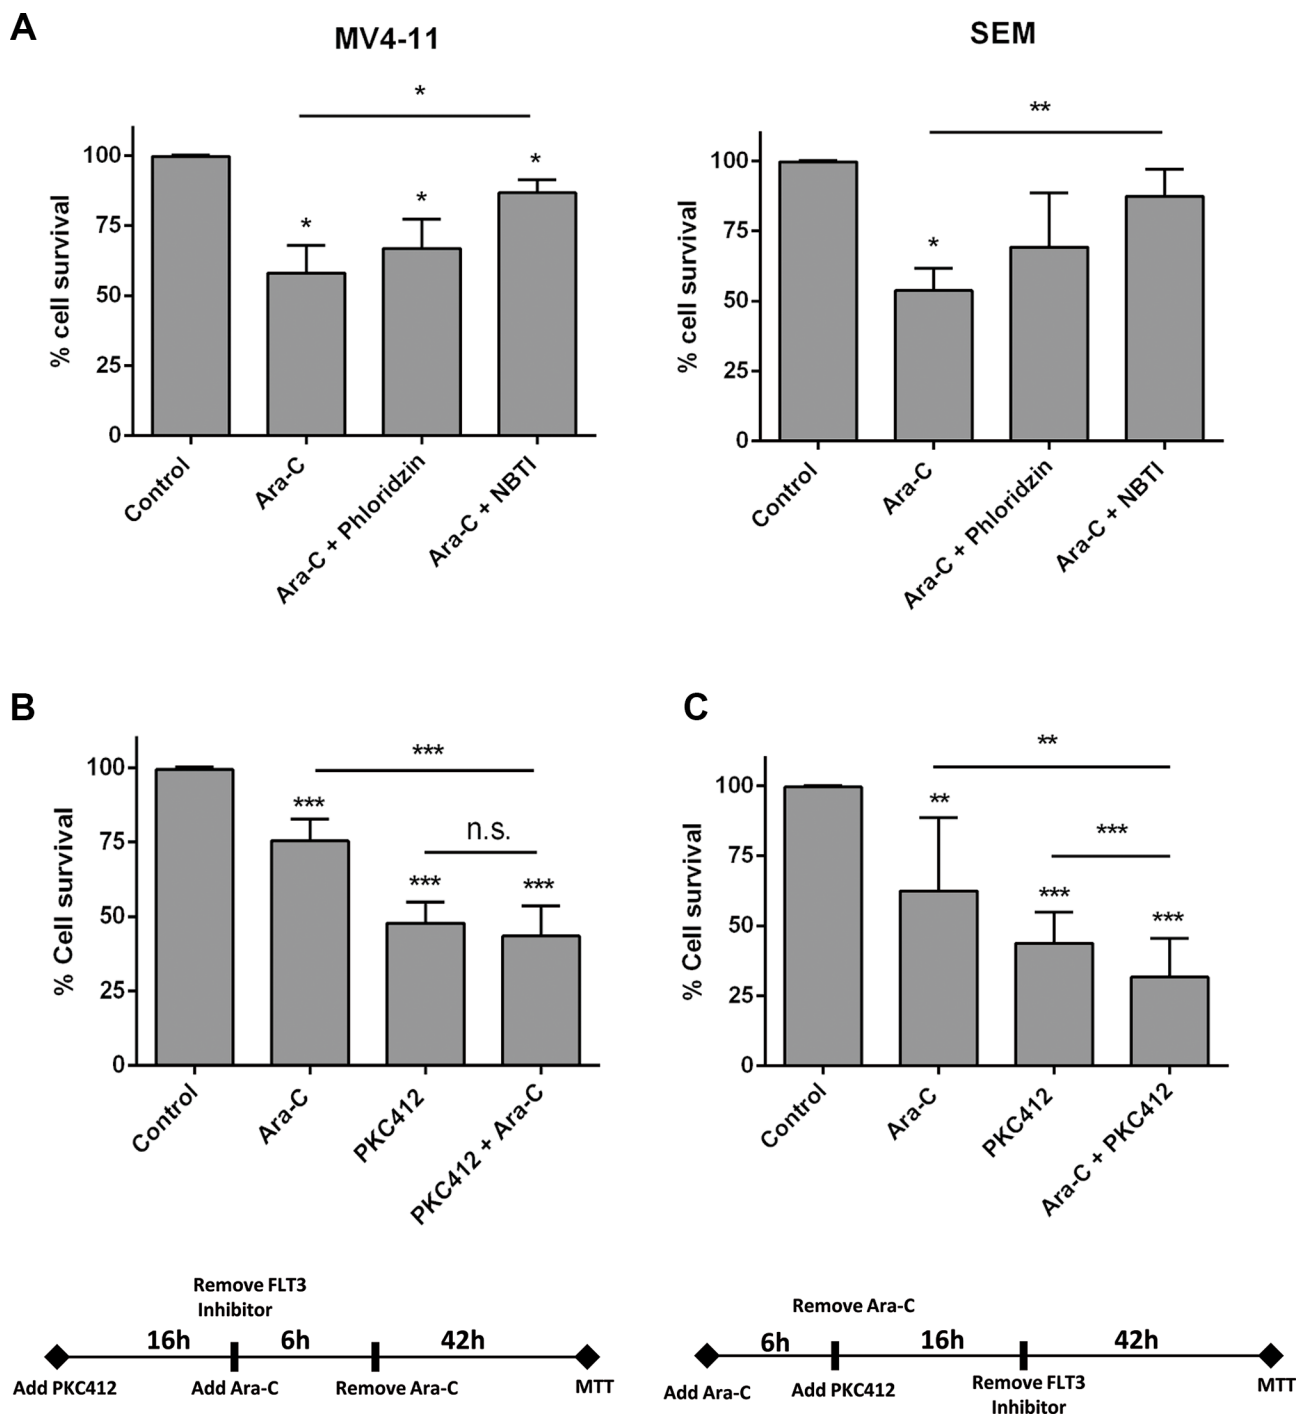 A
MV4-11
SEM
*
**
% cell survival
100
75
50
25
0
*
*
*
Control
Ara-C
Ara-C + Phloridzin
Ara-C + NBTI
% cell survival
100
75
50
25
0
*
Control
Ara-C
Ara-C + Phloridzin
Ara-C + NBTI
B
% Cell survival
100
75
50
25
0
***
n.s.
***
***
***
Control
Ara-C
PKC412
PKC412 + Ara-C
Remove FLT3
Inhibitor
16h
6h
42h
Add PKC412
Add Ara-C
Remove Ara-C
MTT
C
% Cell survival
100
75
50
25
0
**
***
**
***
***
Control
Ara-C
PKC412
Ara-C + PKC412
Remove Ara-C
6h
16h
42h
Add Ara-C
Add PKC412
Remove FLT3
Inhibitor
MTT